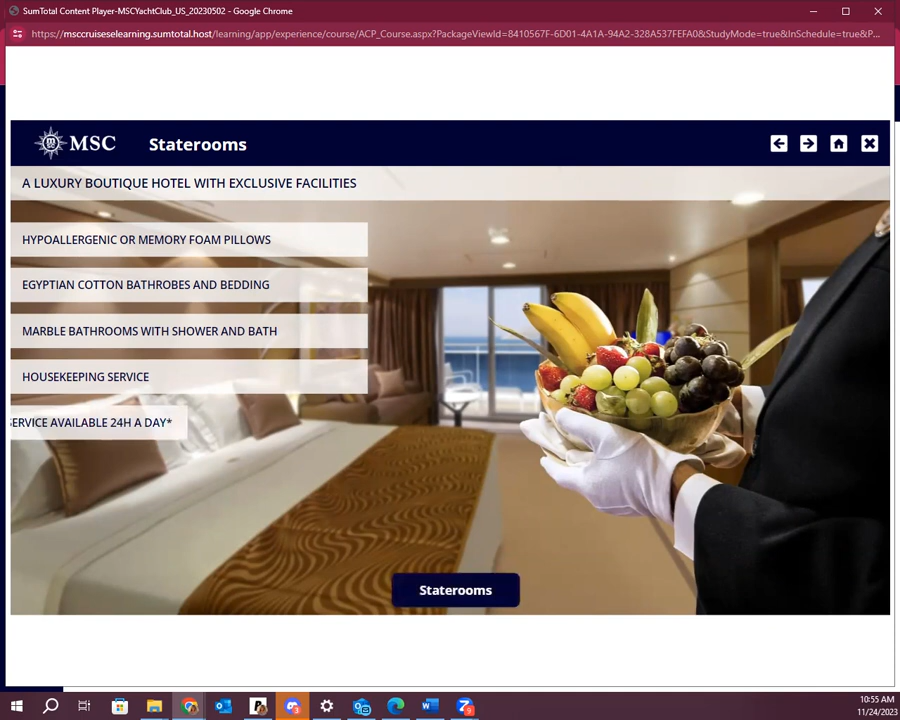 SumTotal Content Player-MSCYachtClub_US_20230502 - Google Chrome
https://msccruiseselearning.sumtotal.host/learning/app/experience/course/ACP_Course.aspx?PackageViewId=8410567F-6D01-4A1A-94A2-328A537FEFA0&StudyMode=true&InSchedule=true&P...
MSC
Staterooms
A LUXURY BOUTIQUE HOTEL WITH EXCLUSIVE FACILITIES
HYPOALLERGENIC OR MEMORY FOAM PILLOWS
EGYPTIAN COTTON BATHROBES AND BEDDING
MARBLE BATHROOMS WITH SHOWER AND BATH
HOUSEKEEPING SERVICE
SERVICE AVAILABLE 24H A DAY*
Staterooms
10:55 AM
11/24/2023